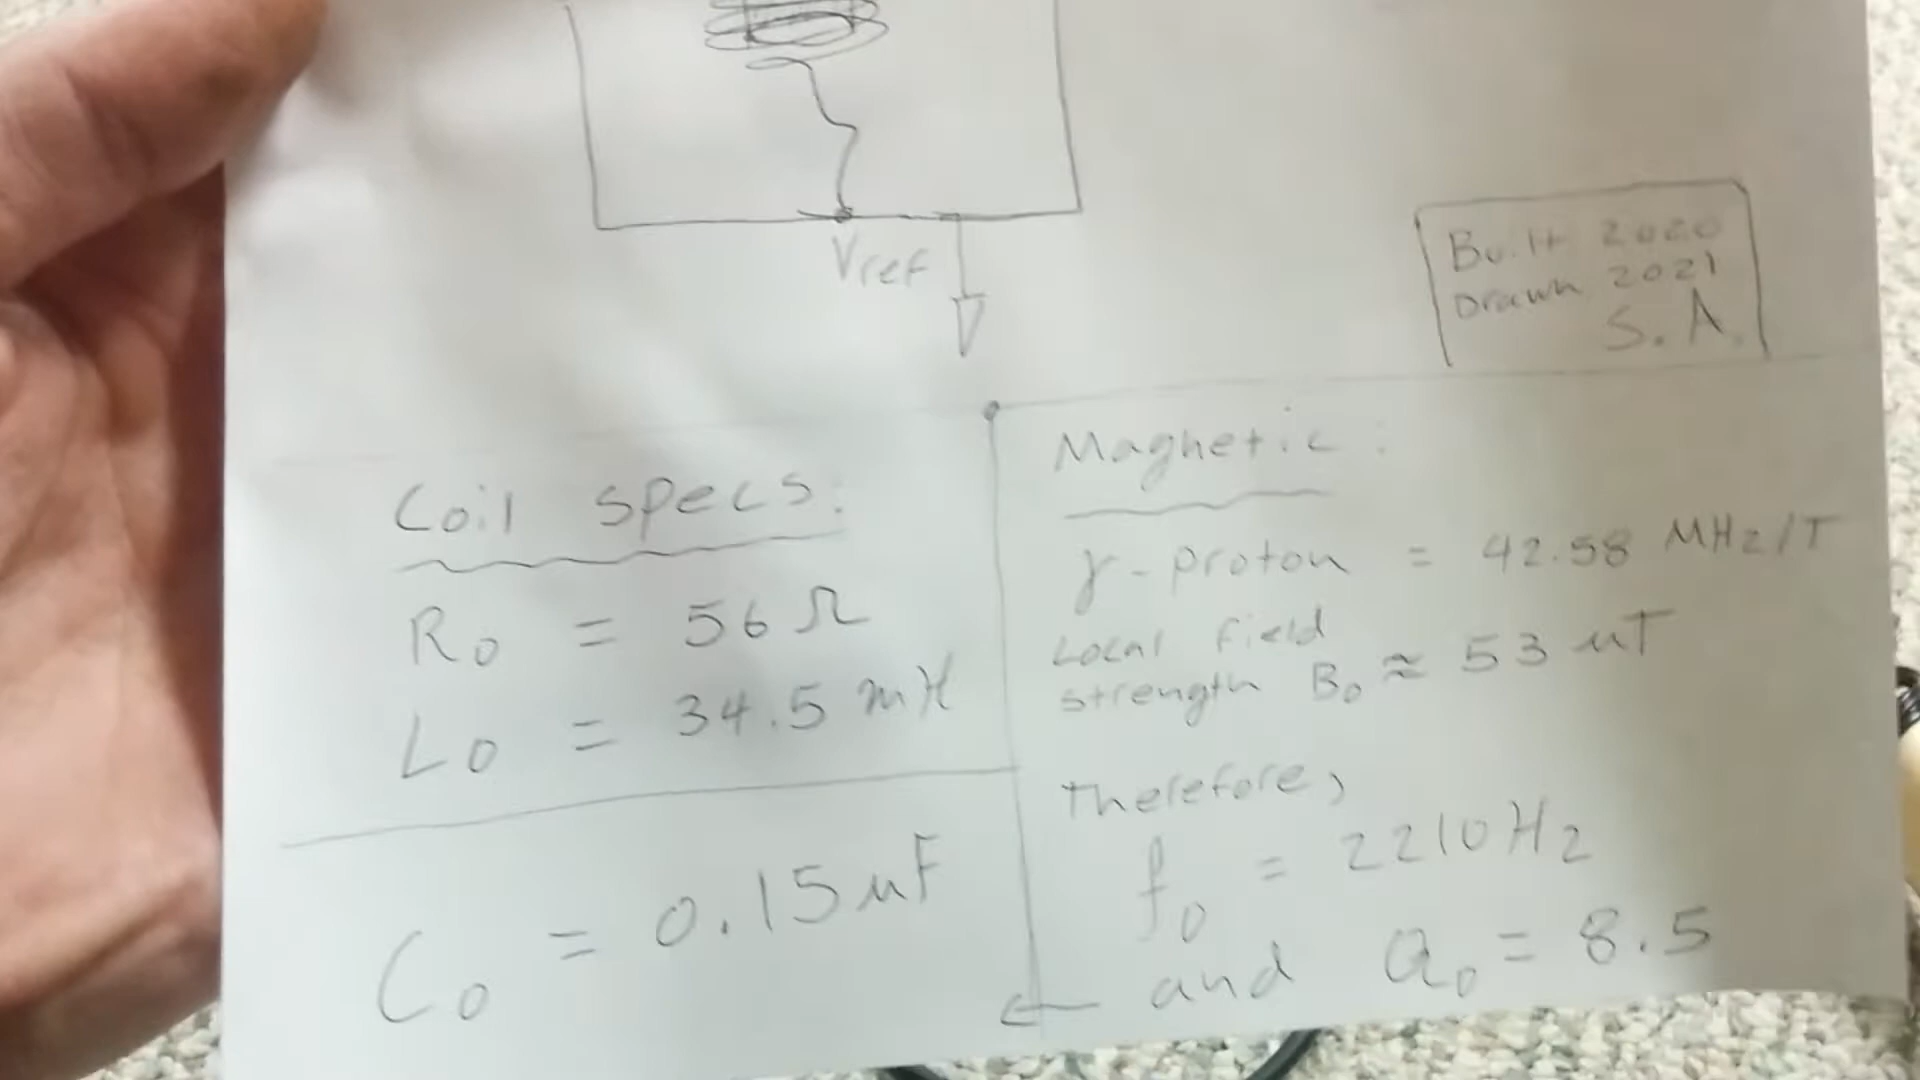 Vref
Built 2020
Drawn 2021
S.A.
Coil specs:
R0 = 56 Ω
L0 = 34.5 mH
C0 = 0.15 uF
Magnetic:
γ-proton = 42.58 MHz/T
Local field
strength B0 ≈ 53 uT
Therefore,
f0 = 2210 Hz
← and Q0 = 8.5